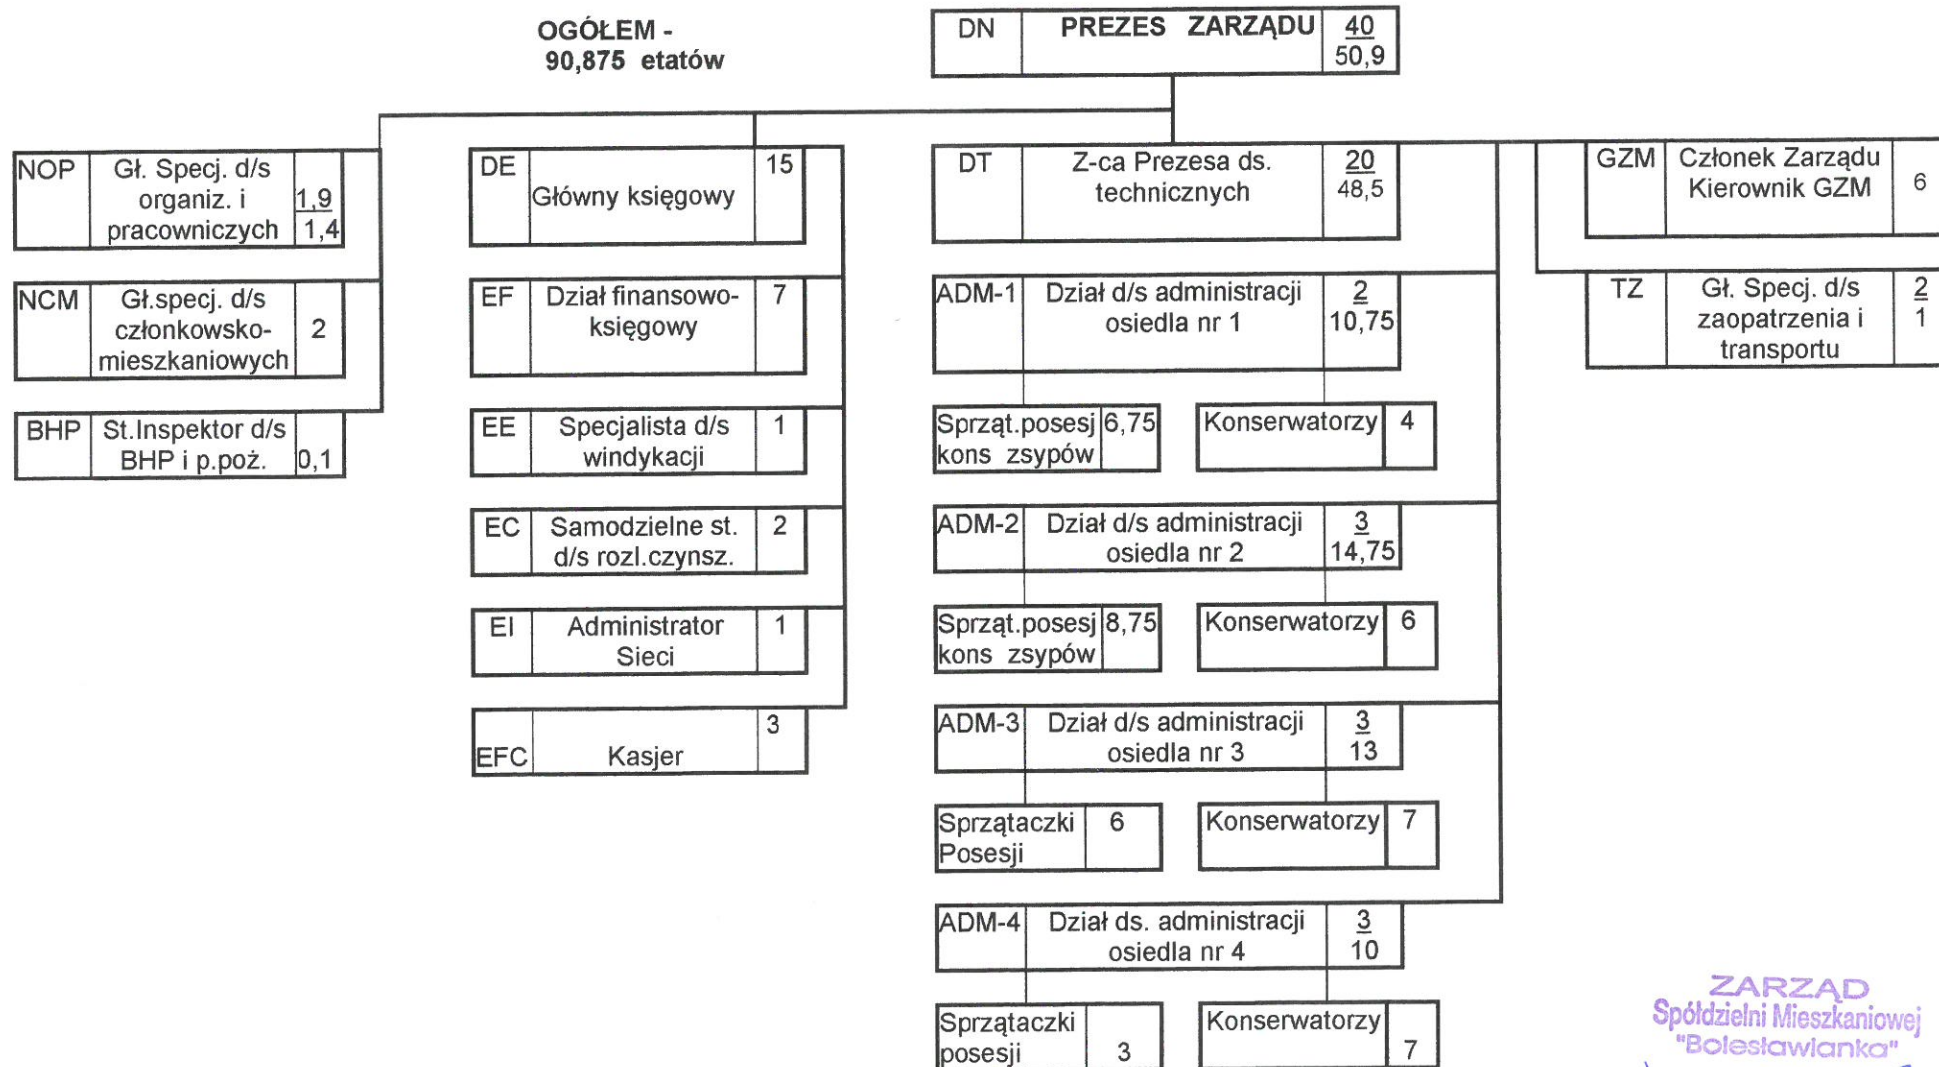 OGÓŁEM -
90,875 etatów
DN PREZES ZARZĄDU 40
50,9
NOP Gł. Specj. d/s
organiz. i 1,9
pracowniczych 1,4
NCM Gł.specj. d/s
członkowsko- 2
mieszkaniowych
BHP St.Inspektor d/s
BHP i p.poż. 0,1
DE 15
Główny księgowy
EF Dział finansowo- 7
księgowy
EE Specjalista d/s 1
windykacji
EC Samodzielne st. 2
d/s rozl.czynsz.
EI Administrator 1
Sieci
3
EFC Kasjer
DT Z-ca Prezesa ds. 20
technicznych 48,5
ADM-1 Dział d/s administracji 2
osiedla nr 1 10,75
Sprząt.posesj 6,75
kons zsypów
Konserwatorzy 4
ADM-2 Dział d/s administracji 3
osiedla nr 2 14,75
Sprząt.posesj 8,75
kons zsypów
Konserwatorzy 6
ADM-3 Dział d/s administracji 3
osiedla nr 3 13
Sprzątaczki 6
Posesji
Konserwatorzy 7
ADM-4 Dział ds. administracji 3
osiedla nr 4 10
Sprzątaczki
posesji 3
Konserwatorzy
7
GZM Członek Zarządu
Kierownik GZM 6
TZ Gł. Specj. d/s 2
zaopatrzenia i 1
transportu
ZARZĄD
Spółdzielni Mieszkaniowej
"Bolesławianka"